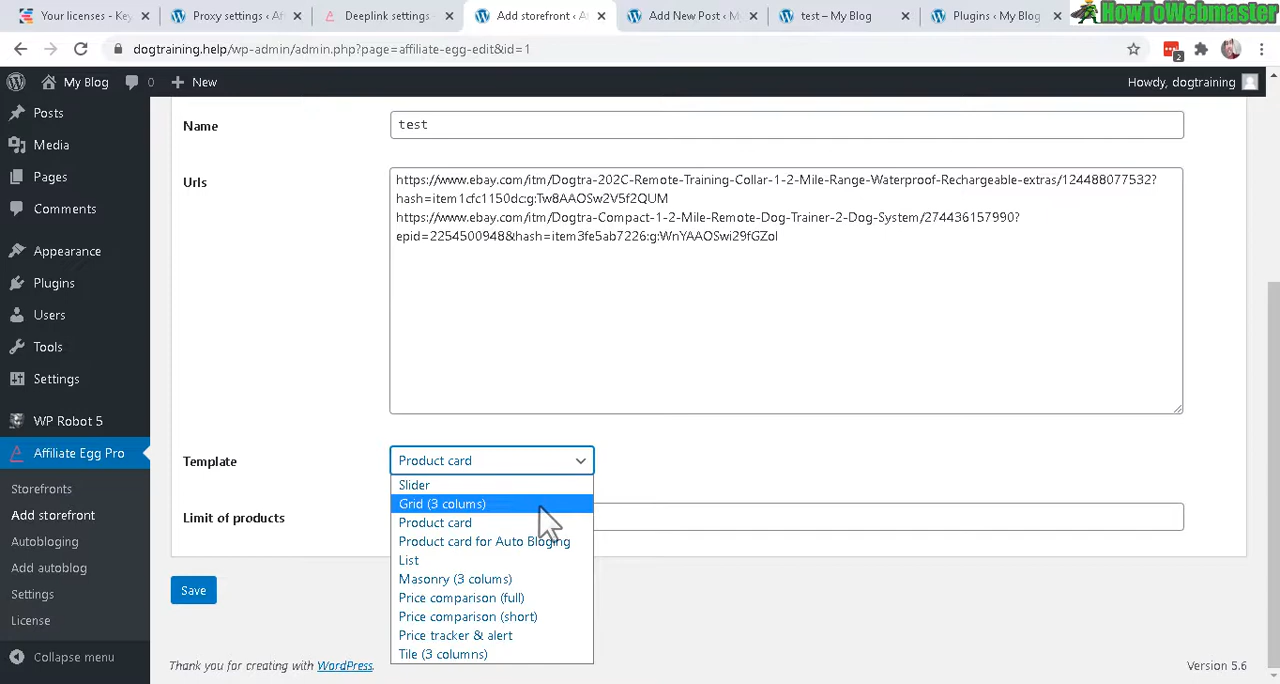 Your licenses - Key
Proxy settings ‹ Af
Deeplink settings
Add storefront ‹ A
Add New Post ‹ M
test – My Blog
Plugins ‹ My Blog
HowToWebmaster
dogtraining.help/wp-admin/admin.php?page=affiliate-egg-edit&id=1
2
My Blog
0
New
Howdy, dogtraining
Posts
Media
Pages
Comments
Appearance
Plugins
Users
Tools
Settings
WP Robot 5
Affiliate Egg Pro
Storefronts
Add storefront
Autobloging
Add autoblog
Settings
License
Collapse menu
Name
test
Urls
https://www.ebay.com/itm/Dogtra-202C-Remote-Training-Collar-1-2-Mile-Range-Waterproof-Rechargeable-extras/124488077532?
hash=item1cfc1150dc:g:Tw8AAOSw2V5f2QUM
https://www.ebay.com/itm/Dogtra-Compact-1-2-Mile-Remote-Dog-Trainer-2-Dog-System/274436157990?
epid=2254500948&hash=item3fe5ab7226:g:WnYAAOSwi29fGZol
Template
Product card
Slider
Grid (3 colums)
Product card
Product card for Auto Bloging
List
Masonry (3 colums)
Price comparison (full)
Price comparison (short)
Price tracker & alert
Tile (3 columns)
Limit of products
Save
Thank you for creating with WordPress.
Version 5.6